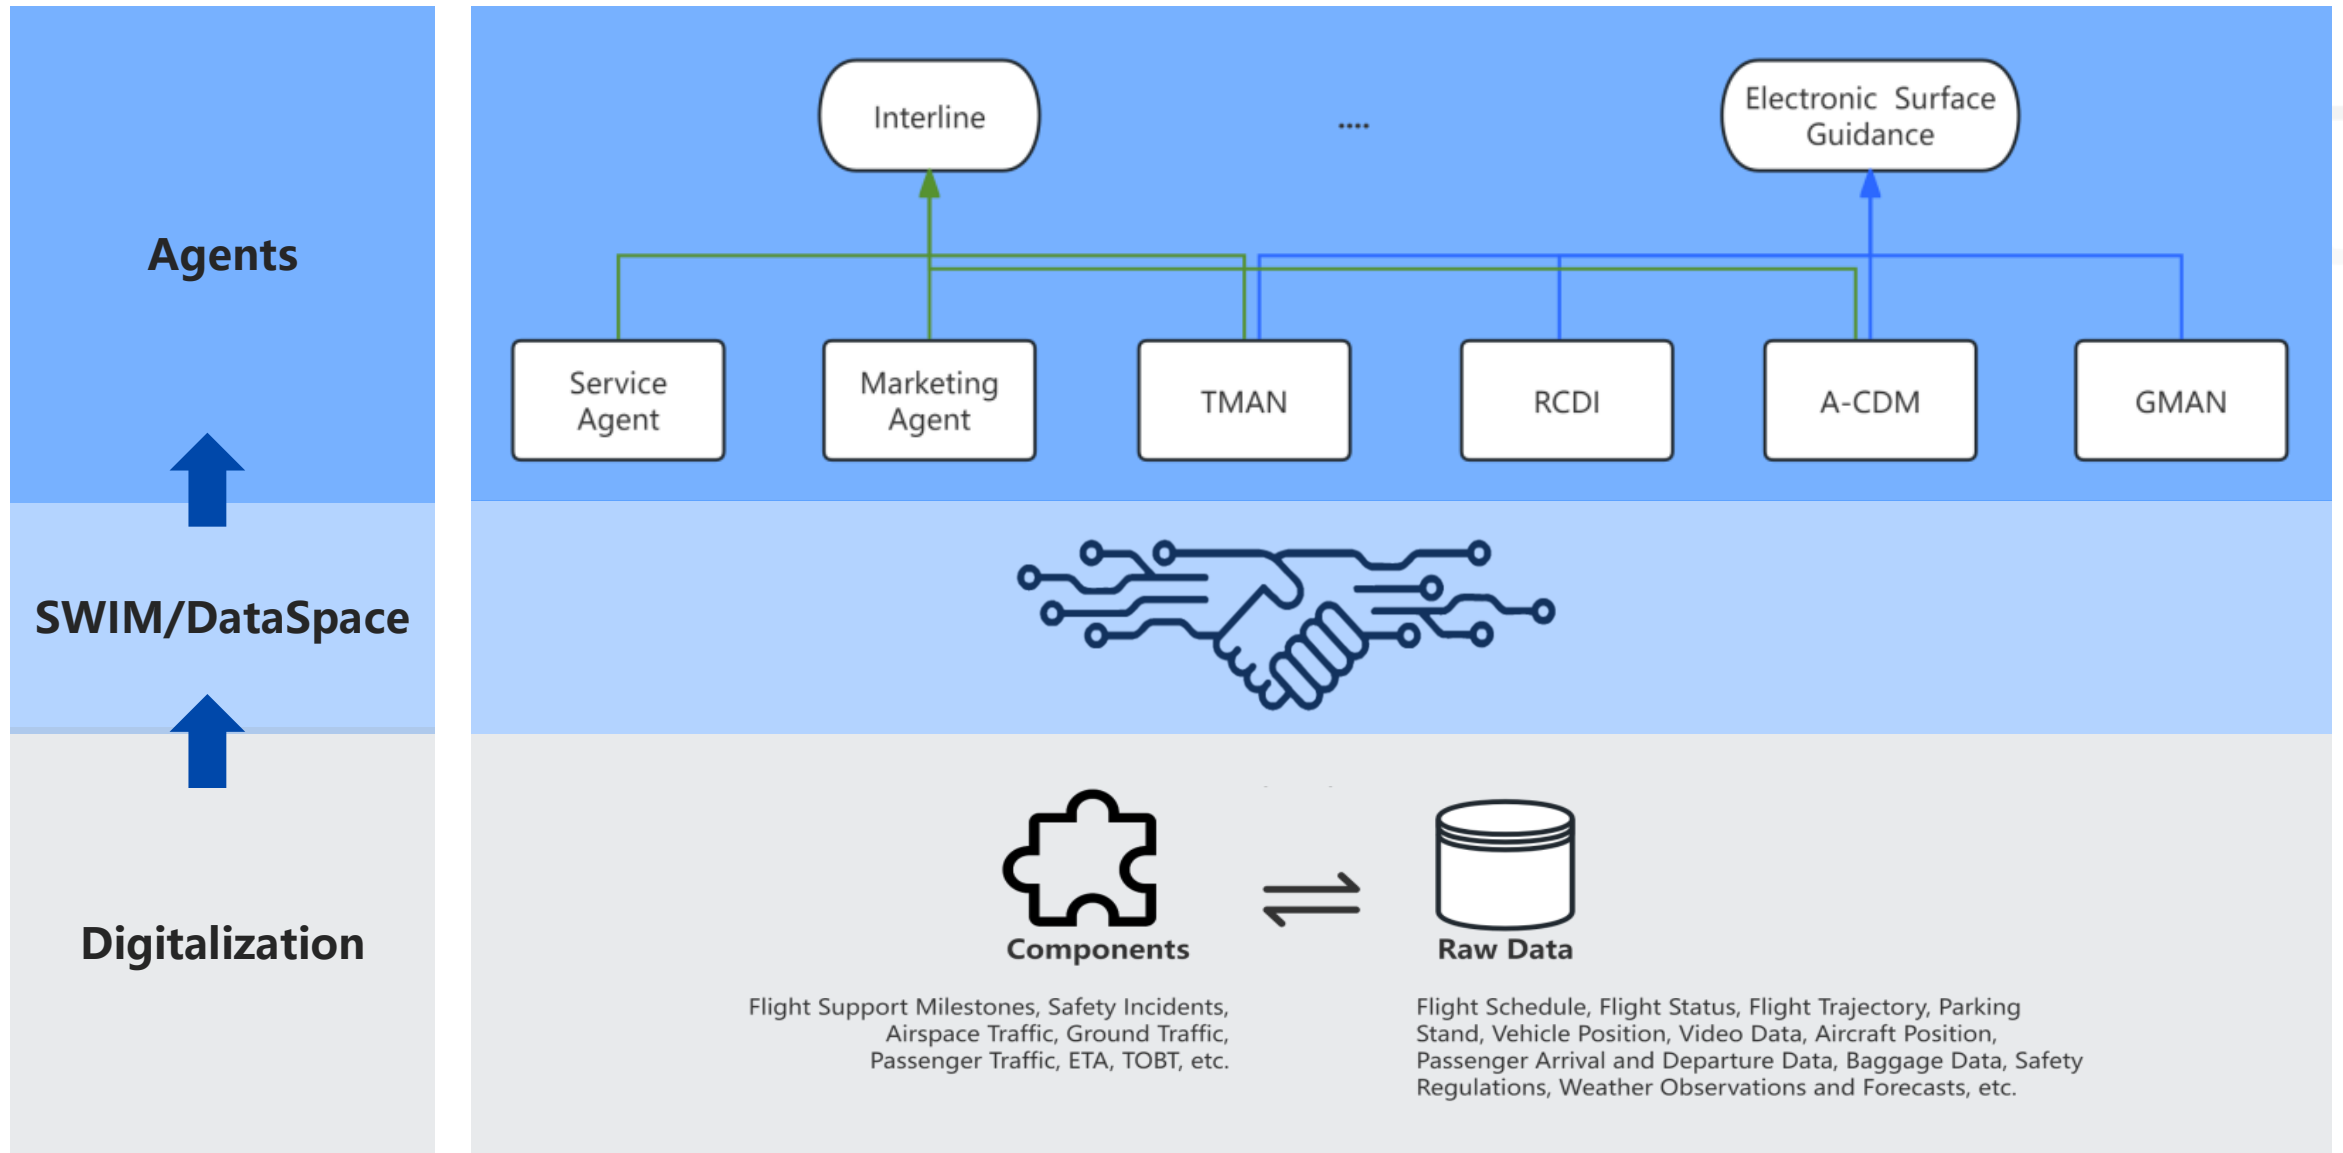 Interline
....
Electronic Surface
Guidance
Agents
Service
Agent
Marketing
Agent
TMAN
RCDI
A-CDM
GMAN
SWIM/DataSpace
Digitalization
Components
Raw Data
Flight Support Milestones, Safety Incidents,
Airspace Traffic, Ground Traffic,
Passenger Traffic, ETA, TOBT, etc.
Flight Schedule, Flight Status, Flight Trajectory, Parking
Stand, Vehicle Position, Video Data, Aircraft Position,
Passenger Arrival and Departure Data, Baggage Data, Safety
Regulations, Weather Observations and Forecasts, etc.